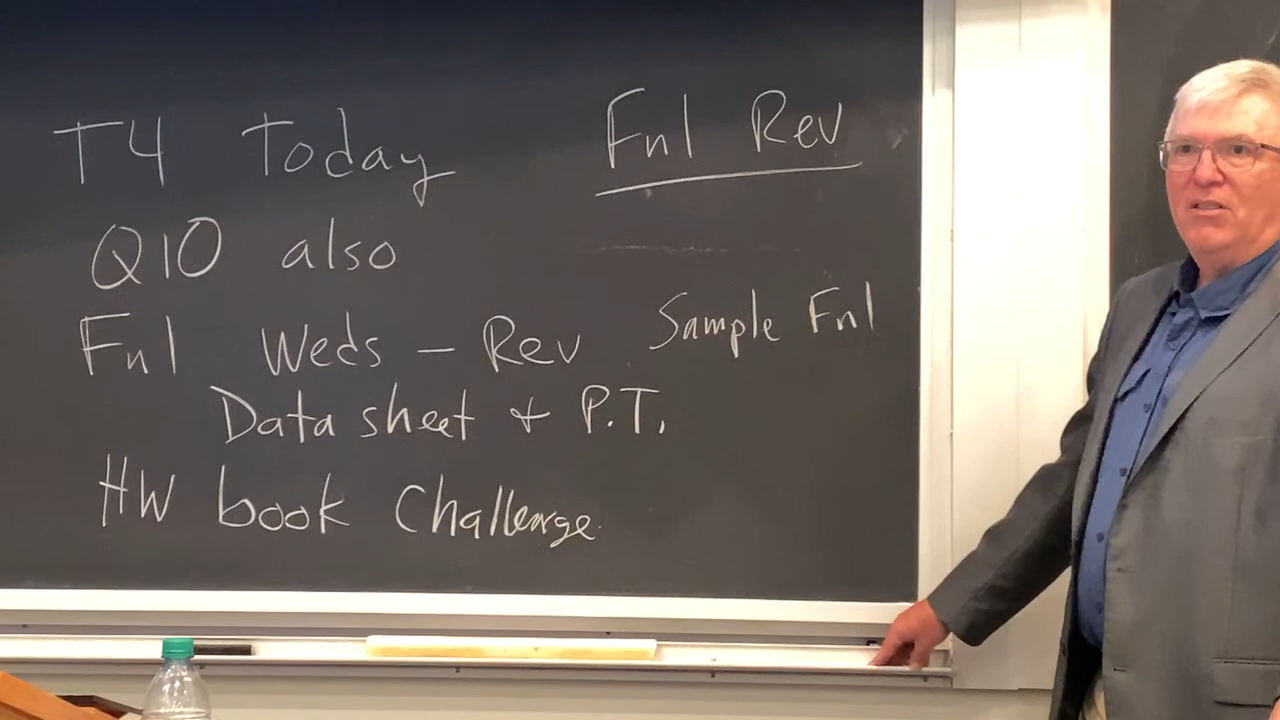 T4 Today
Q10 also
Fnl Weds - Rev
Data sheet + P.T.
HW book Challenge
Fnl Rev
Sample Fnl